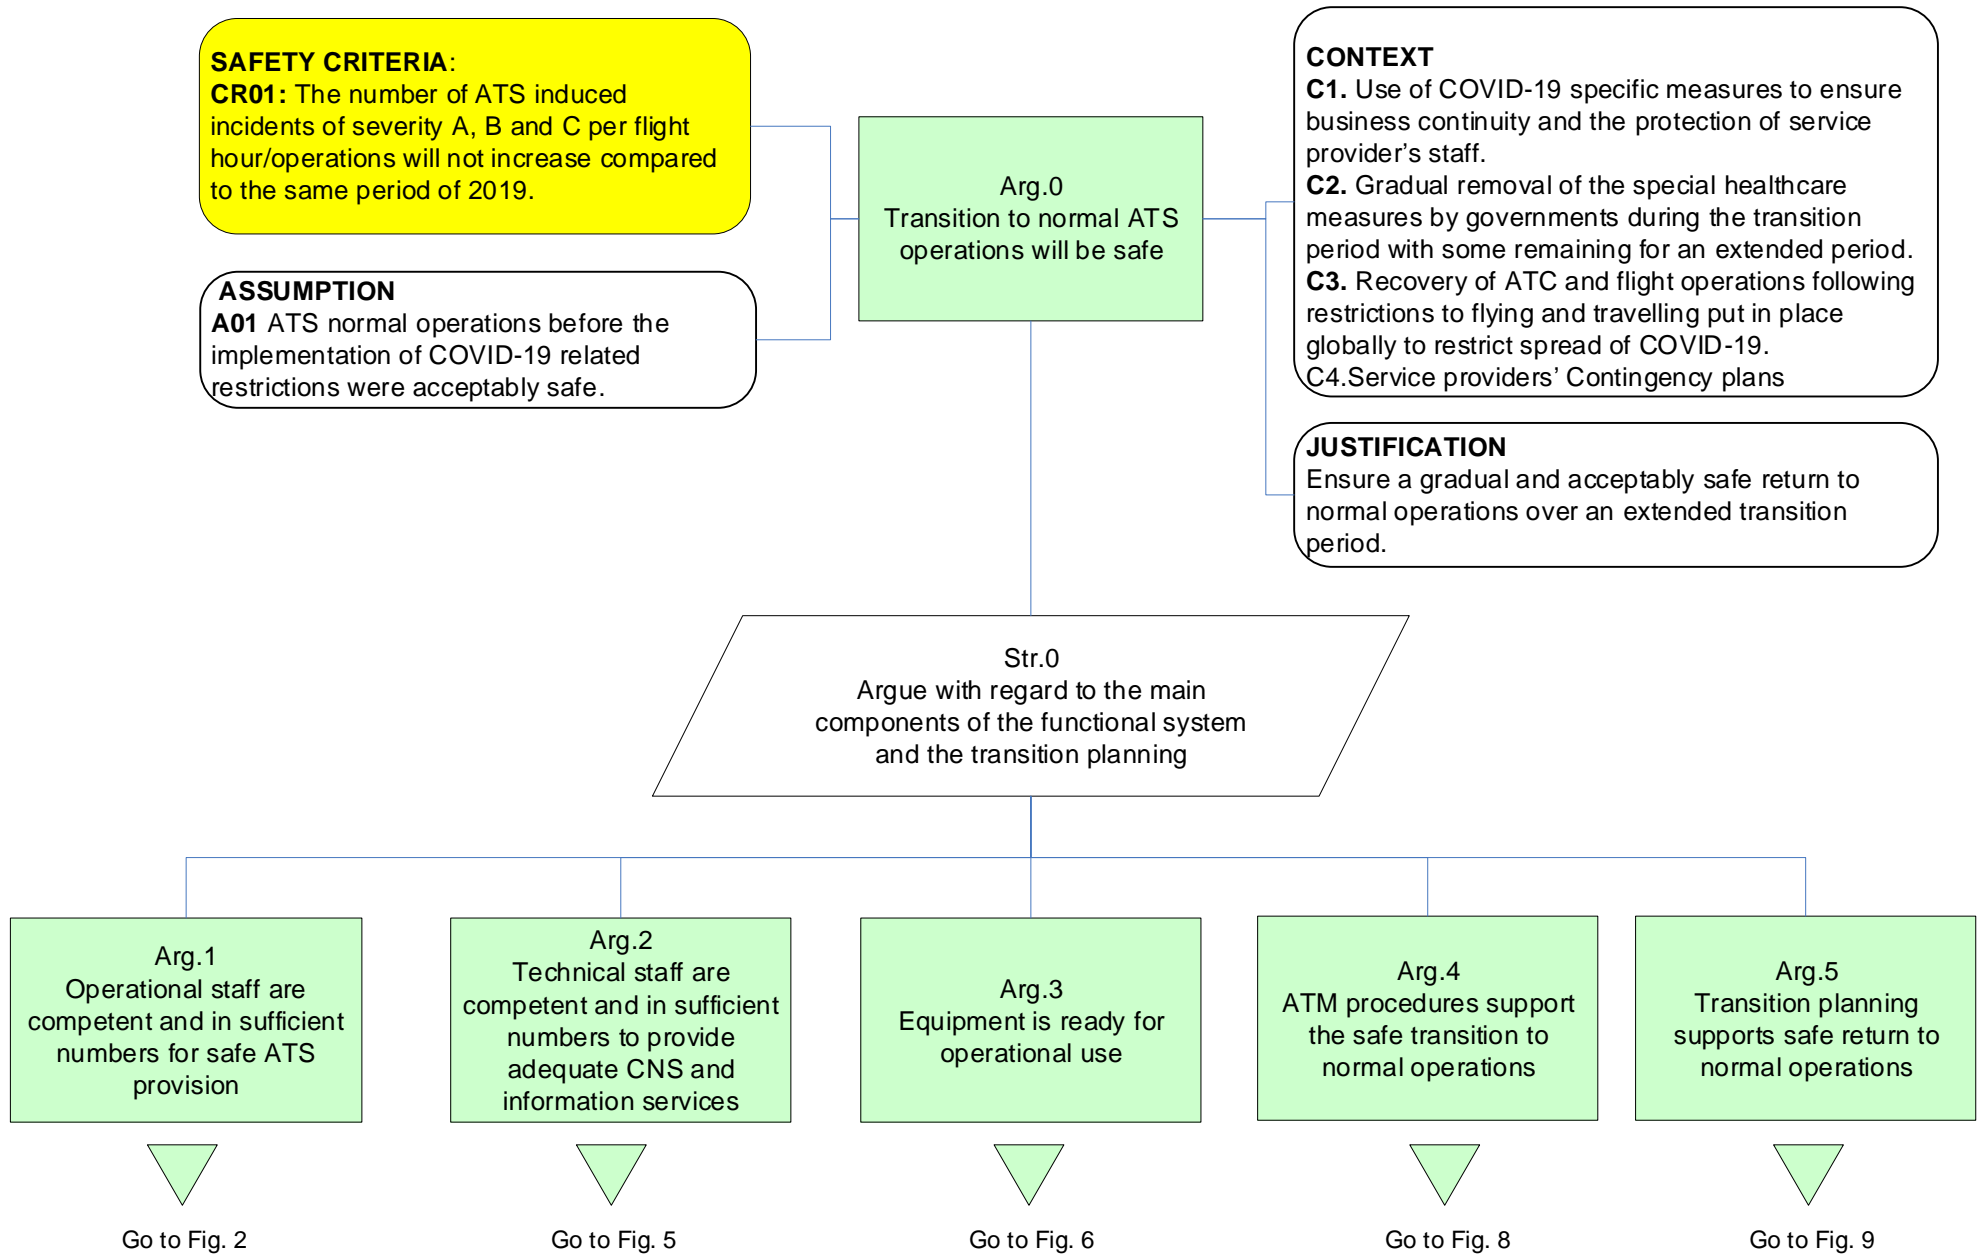 SAFETY CRITERIA:
CR01: The number of ATS induced
incidents of severity A, B and C per flight
hour/operations will not increase compared
to the same period of 2019.
ASSUMPTION
A01 ATS normal operations before the
implementation of COVID-19 related
restrictions were acceptably safe.
Arg.0
Transition to normal ATS
operations will be safe
CONTEXT
C1. Use of COVID-19 specific measures to ensure
business continuity and the protection of service
provider’s staff.
C2. Gradual removal of the special healthcare
measures by governments during the transition
period with some remaining for an extended period.
C3. Recovery of ATC and flight operations following
restrictions to flying and travelling put in place
globally to restrict spread of COVID-19.
C4.Service providers’ Contingency plans
JUSTIFICATION
Ensure a gradual and acceptably safe return to
normal operations over an extended transition
period.
Str.0
Argue with regard to the main
components of the functional system
and the transition planning
Arg.1
Operational staff are
competent and in sufficient
numbers for safe ATS
provision
Arg.2
Technical staff are
competent and in sufficient
numbers to provide
adequate CNS and
information services
Arg.3
Equipment is ready for
operational use
Arg.4
ATM procedures support
the safe transition to
normal operations
Arg.5
Transition planning
supports safe return to
normal operations
Go to Fig. 2
Go to Fig. 5
Go to Fig. 6
Go to Fig. 8
Go to Fig. 9